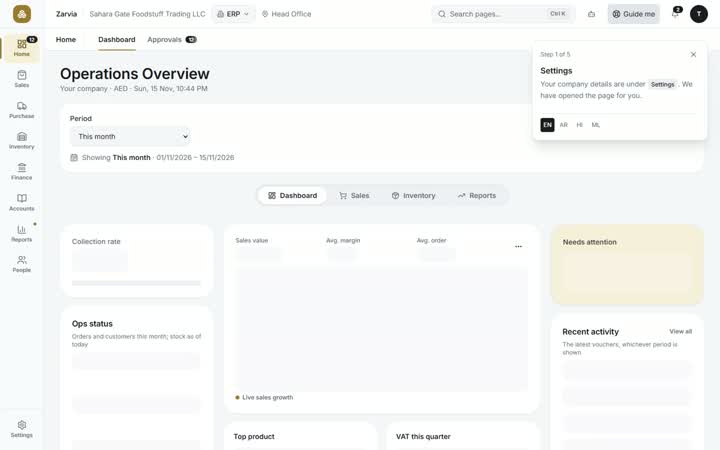 Zarvia
Sahara Gate Foodstuff Trading LLC
ERP
Head Office
Search pages...
Ctrl K
Guide me
2
T
12
Home
Home
Dashboard
Approvals
12
Sales
Purchase
Inventory
Finance
Accounts
Reports
People
Settings
Operations Overview
Your company · AED · Sun, 15 Nov, 10:44 PM
Step 1 of 5
Settings
Your company details are under Settings. We
have opened the page for you.
EN AR HI ML
Period
This month
Showing This month · 01/11/2026 – 15/11/2026
Dashboard
Sales
Inventory
Reports
Collection rate
Sales value
Avg. margin
Avg. order
Needs attention
Ops status
Orders and customers this month; stock as of
today
Live sales growth
Recent activity
View all
The latest vouchers, whichever period is
shown
Top product
VAT this quarter